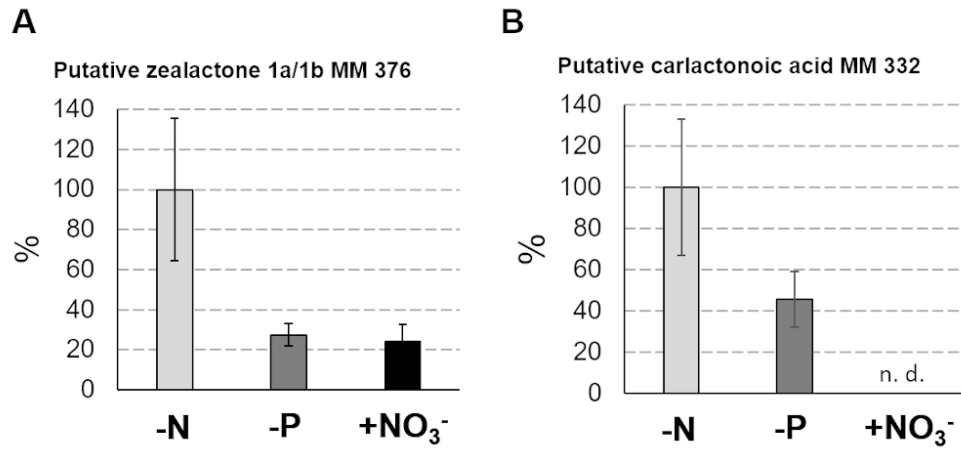 A
Putative zealactone 1a/1b MM 376
140
120
100
80
60
40
20
0
%
-N -P +NO₃⁻
B
Putative carlactonoic acid MM 332
140
120
100
80
60
40
20
0
%
n. d.
-N -P +NO₃⁻